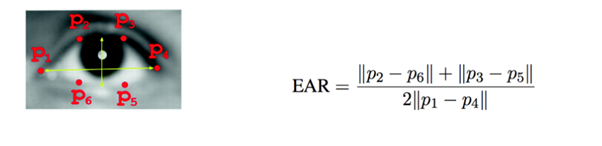 p2 p3
p1 p4
p6 p5
EAR = (‖p2 − p6‖ + ‖p3 − p5‖) / (2‖p1 − p4‖)